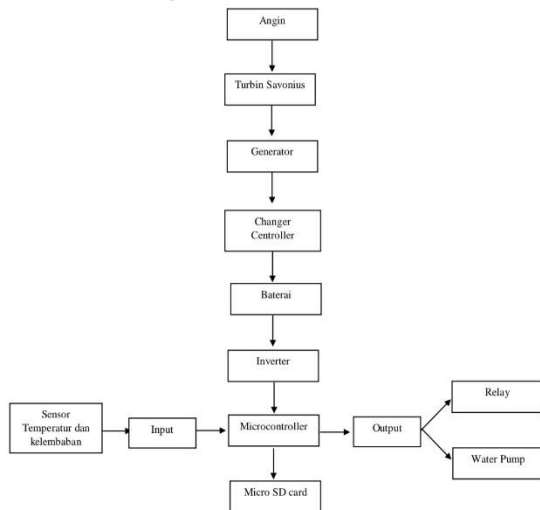 Angin
Turbin Savonius
Generator
Changer
Controller
Baterai
Inverter
Relay
Sensor
Temperatur dan
kelembaban
Input
Microcontroller
Output
Water Pump
Micro SD card